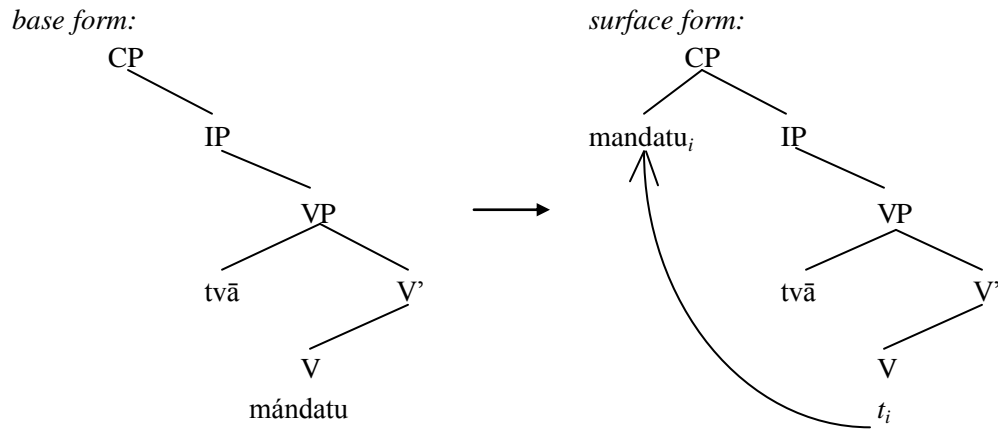 base form:
surface form:
CP
CP
IP
mandatuᵢ
IP
VP
VP
tvā
V’
tvā
V’
V
V
mándatu
tᵢ